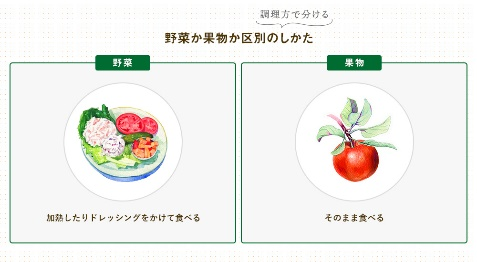 調理方で分ける
野菜か果物か区別のしかた
野菜
果物
加熱したりドレッシングをかけて食べる
そのまま食べる